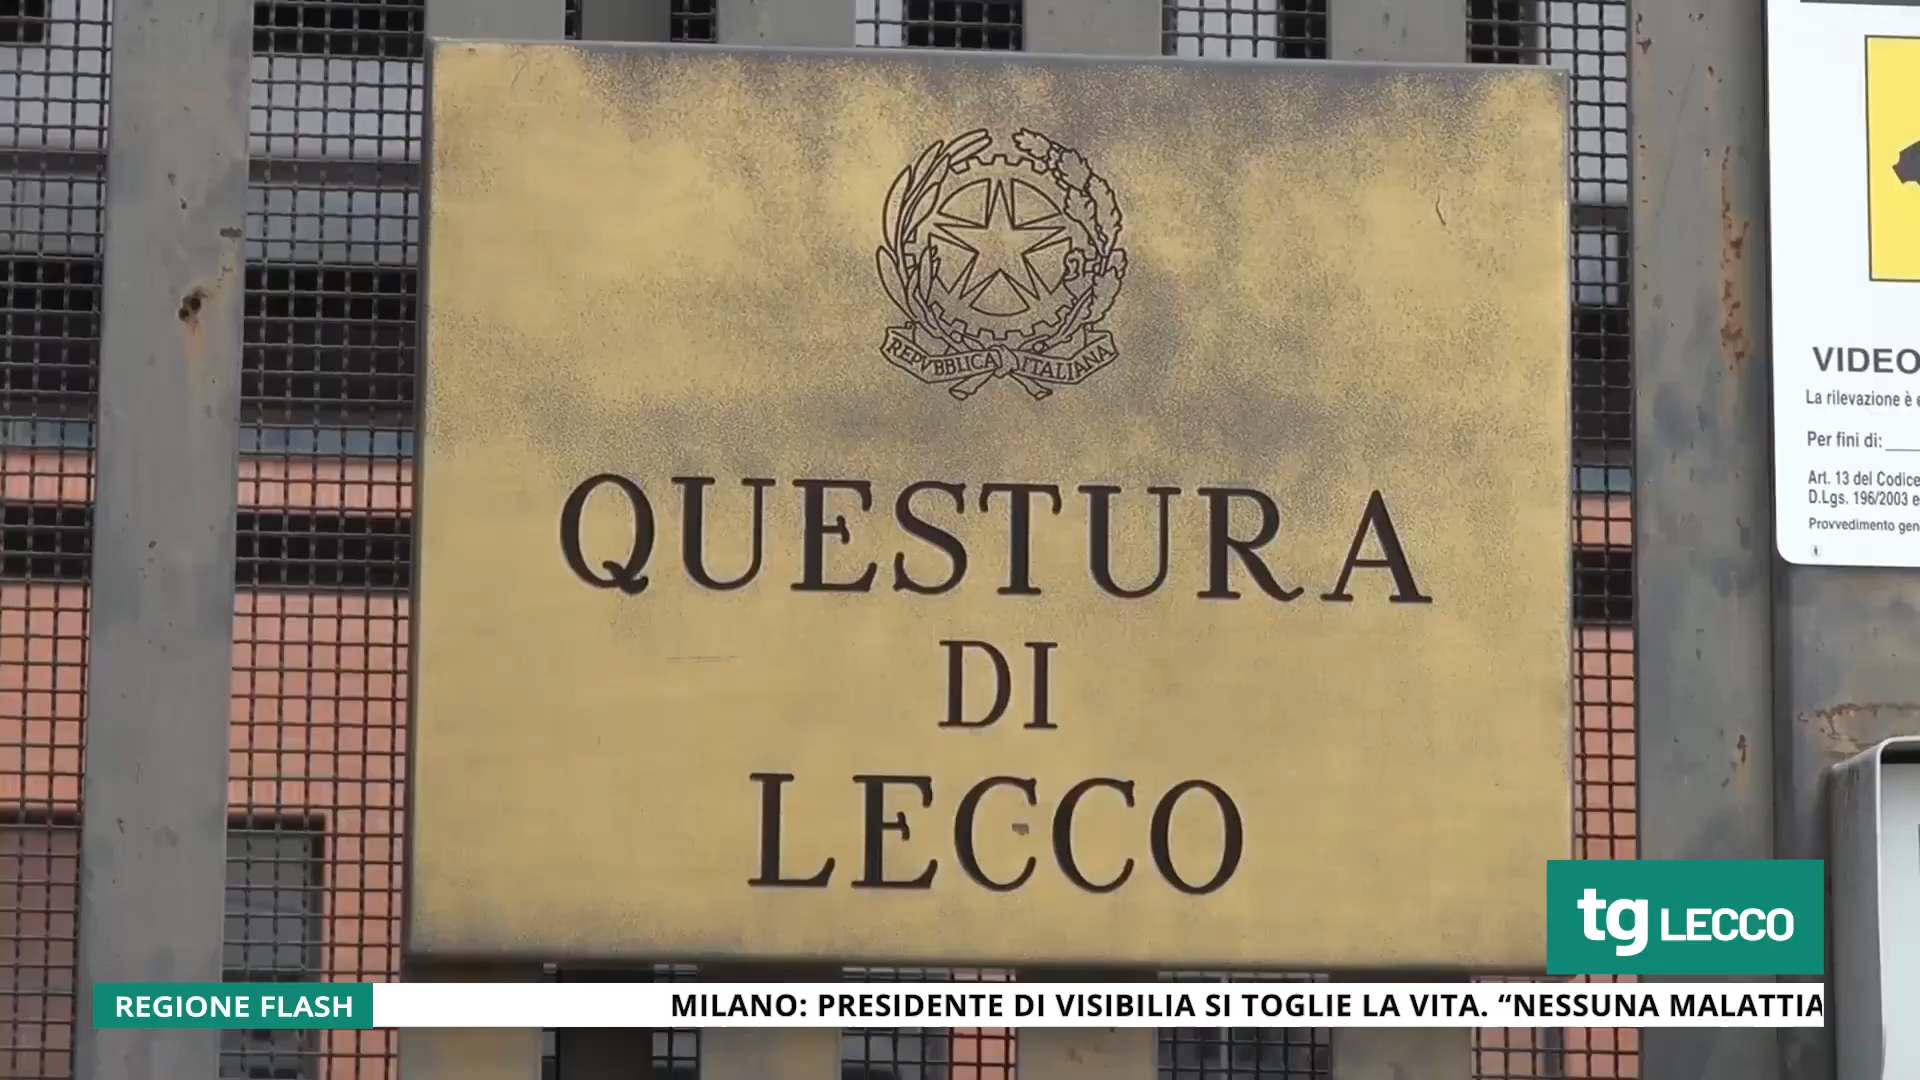 REPVBBLICA ITALIANA
QUESTURA
DI
LECCO
VIDEO
La rilevazione è
Per fini di:
Art. 13 del Codice
D.Lgs. 196/2003 e
Provvedimento gen
tg LECCO
REGIONE FLASH
MILANO: PRESIDENTE DI VISIBILIA SI TOGLIE LA VITA. “NESSUNA MALATTIA